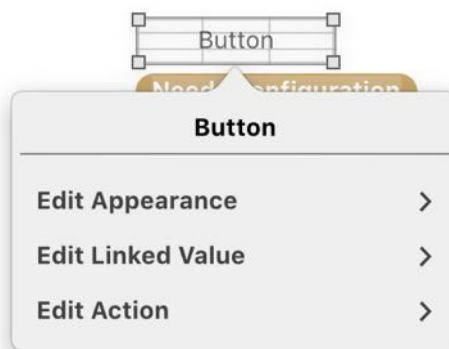 Button
Button
Edit Appearance
Edit Linked Value
Edit Action